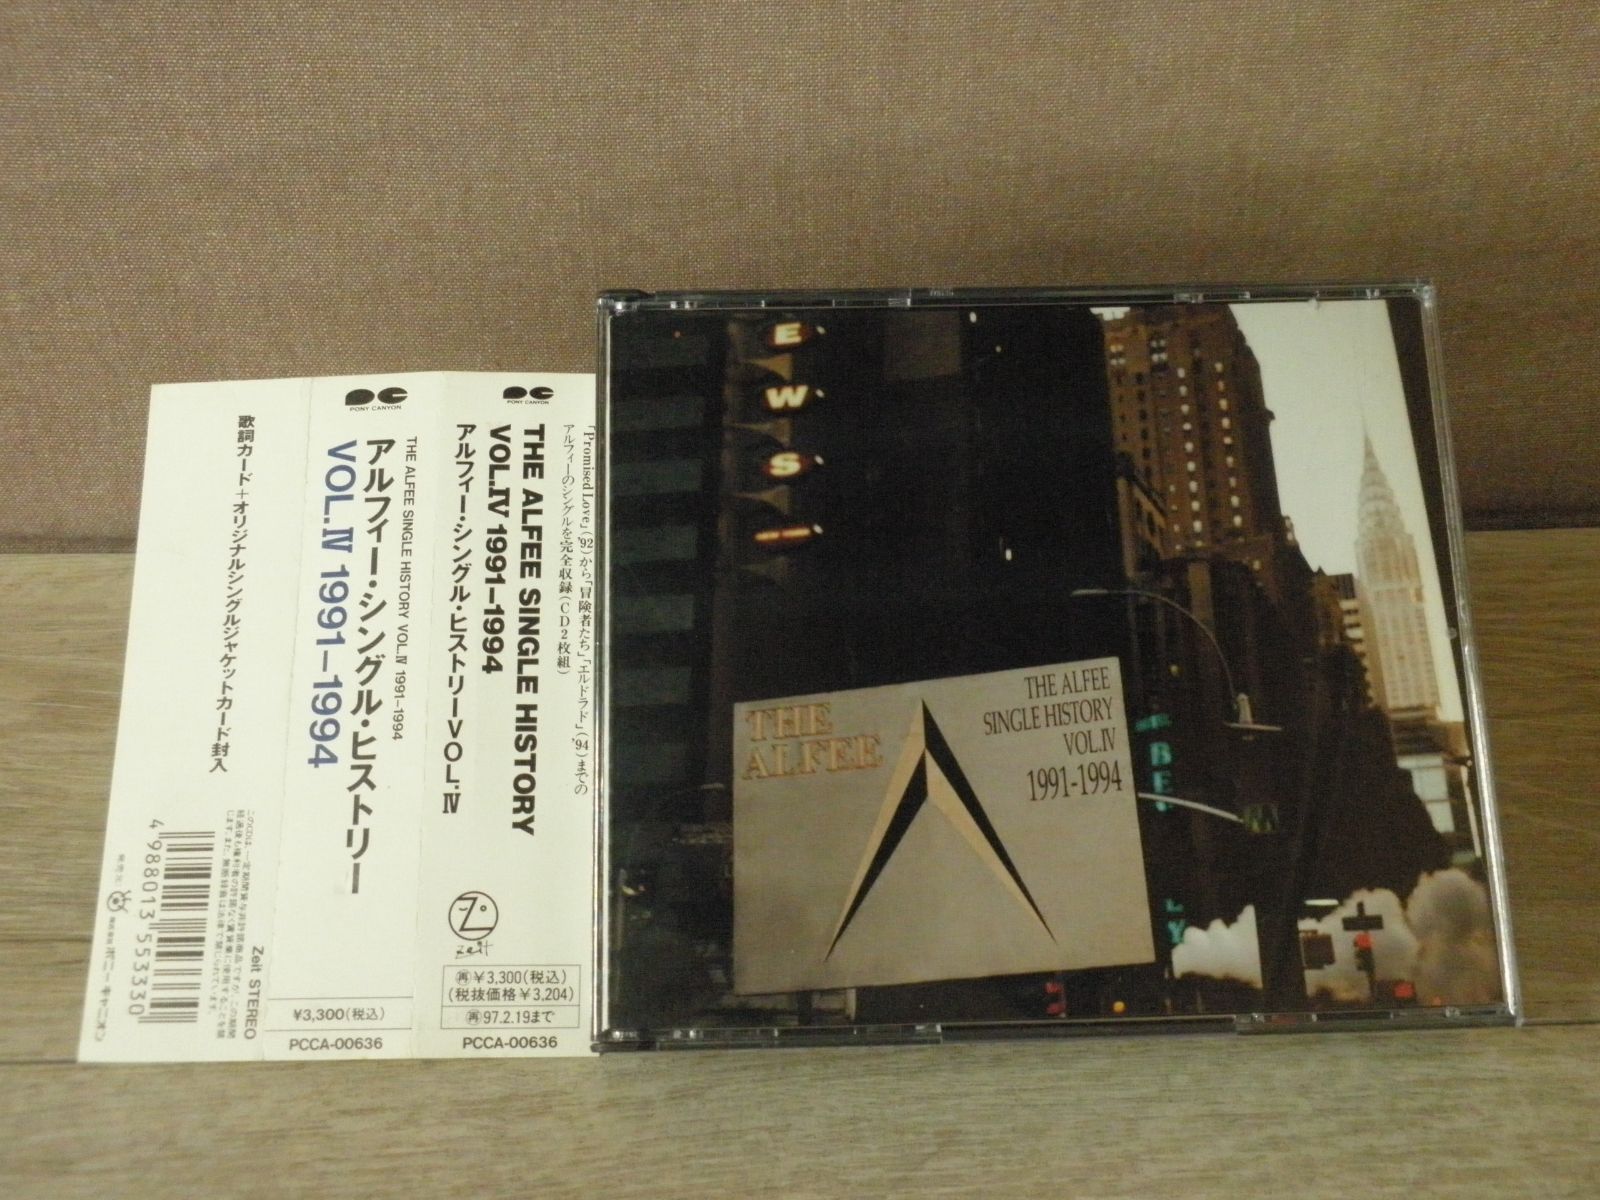 歌詞カード+オリジナルシングルジャケットカード封入
Zeit STEREO
4 988013 553330
PONY CANYON
THE ALFEE SINGLE HISTORY VOL.Ⅳ 1991-1994
アルフィー・シングル・ヒストリー
VOL.Ⅳ 1991-1994
¥3,300(税込)
PCCA-00636
PONY CANYON
「Promised Love」('92)から「冒険者たち」「エルドラド」('94)までの
アルフィーのシングルを完全収録(CD2枚組)
THE ALFEE SINGLE HISTORY
VOL.Ⅳ 1991-1994
アルフィー・シングル・ヒストリーVOL.Ⅳ
zeit
再¥3,300(税込)
(税抜価格¥3,204)
再97.2.19まで
PCCA-00636
EWS
THE
ALFEE
THE ALFEE
SINGLE HISTORY
VOL.IV
1991-1994